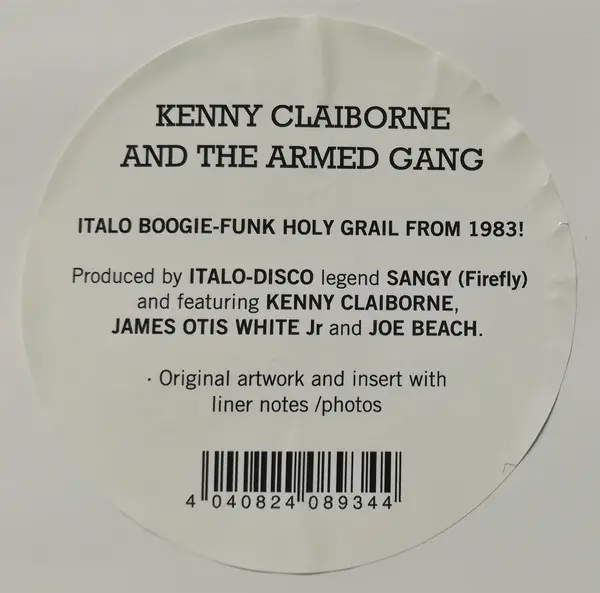 KENNY CLAIBORNE
AND THE ARMED GANG
ITALO BOOGIE-FUNK HOLY GRAIL FROM 1983!
Produced by ITALO-DISCO legend SANGY (Firefly)
and featuring KENNY CLAIBORNE,
JAMES OTIS WHITE Jr and JOE BEACH.
· Original artwork and insert with
liner notes /photos
4 040824 089344